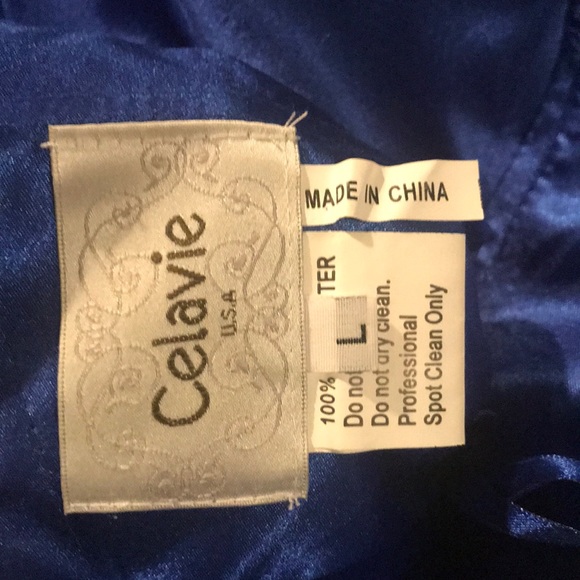 Celavie
U.S.A
MADE IN CHINA
L
100% TER
Do not
Do not dry clean.
Professional
Spot Clean Only